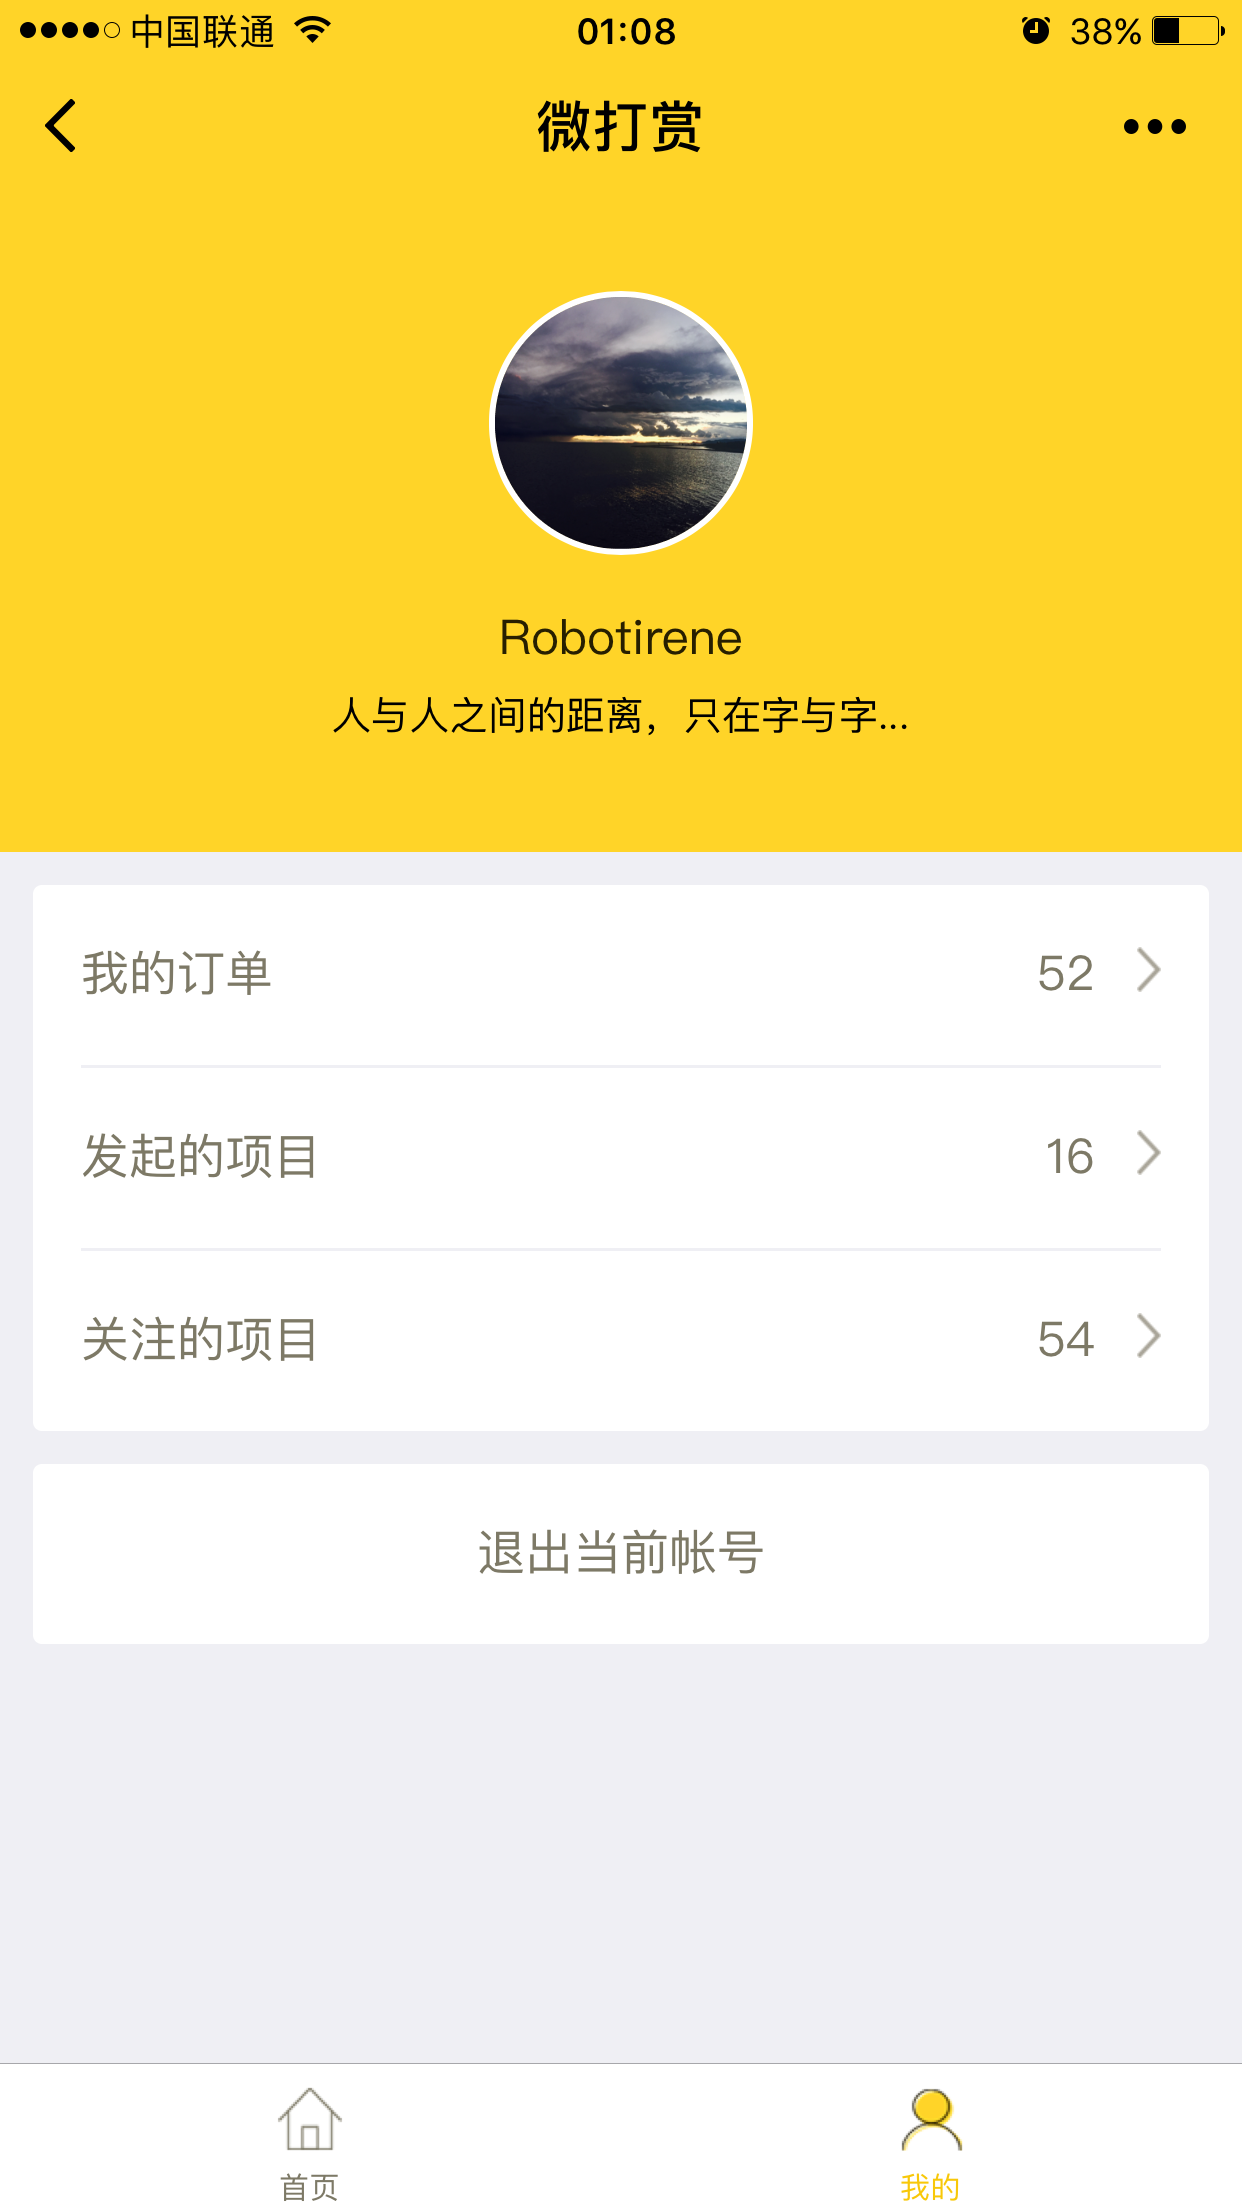 中国联通 01:08 38%
微打赏
Robotirene
人与人之间的距离，只在字与字...
我的订单 52
发起的项目 16
关注的项目 54
退出当前帐号
首页 我的